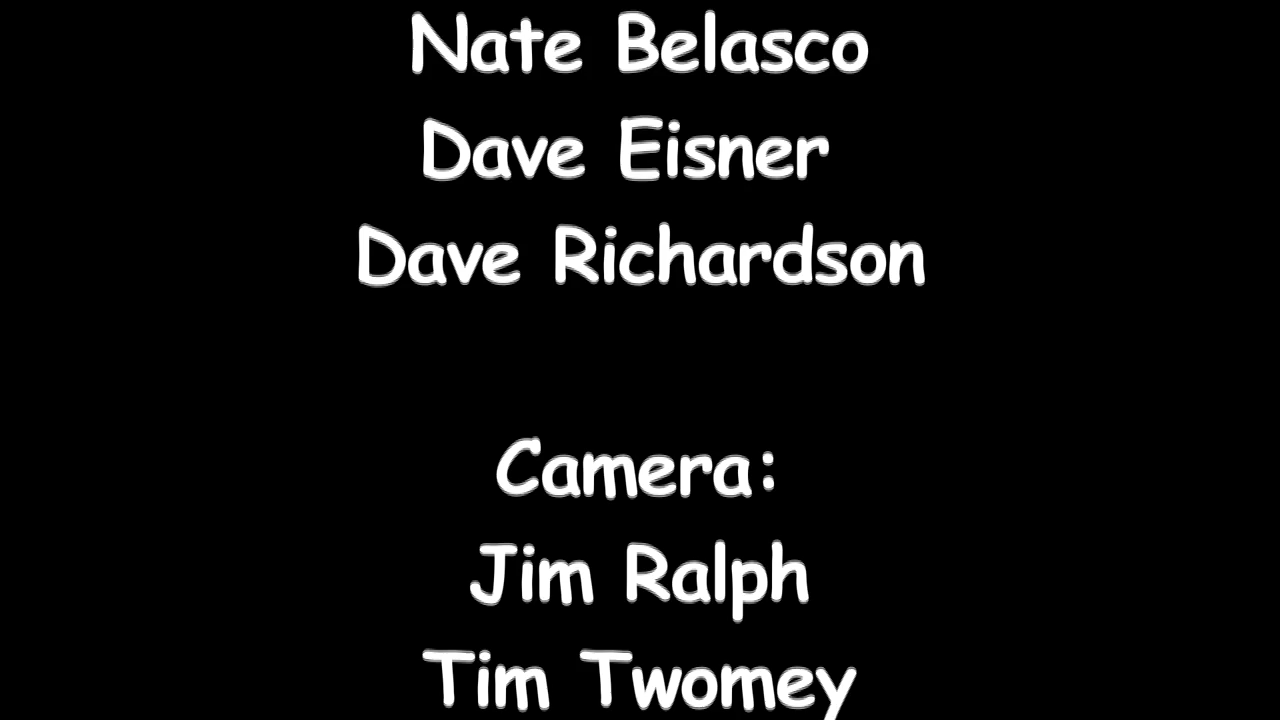 Nate Belasco
Dave Eisner
Dave Richardson
Camera:
Jim Ralph
Tim Twomey